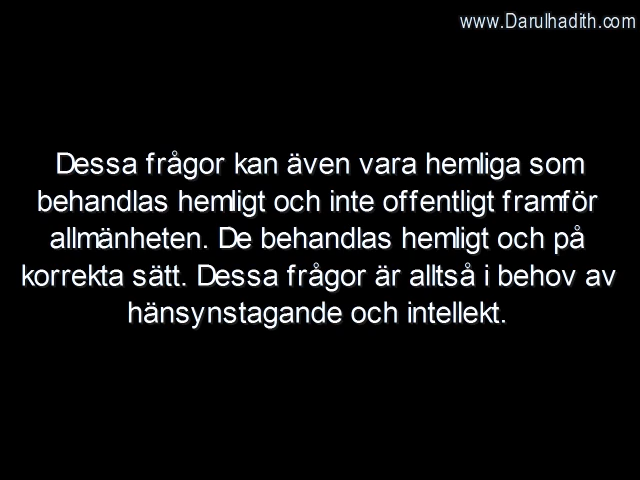 www.Darulhadith.com
Dessa frågor kan även vara hemliga som
behandlas hemligt och inte offentligt framför
allmänheten. De behandlas hemligt och på
korrekta sätt. Dessa frågor är alltså i behov av
hänsynstagande och intellekt.